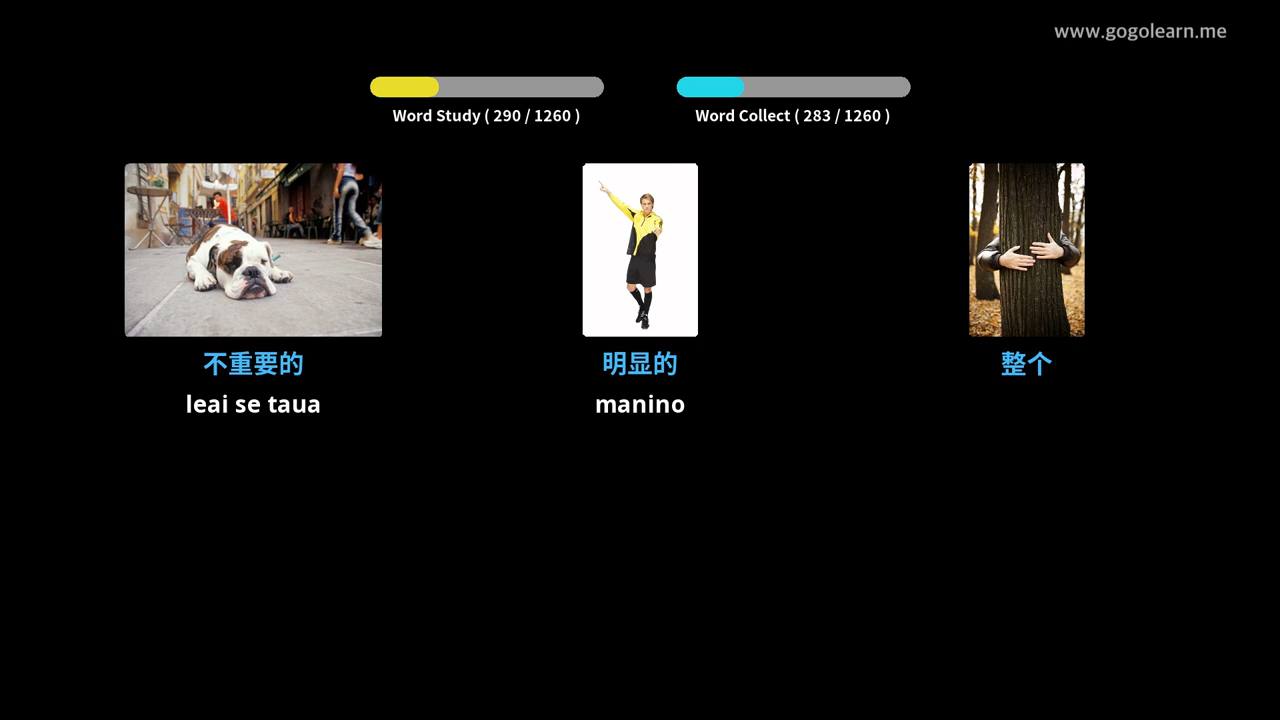 www.gogolearn.me
Word Study ( 290 / 1260 )
Word Collect ( 283 / 1260 )
不重要的
leai se taua
明显的
manino
整个